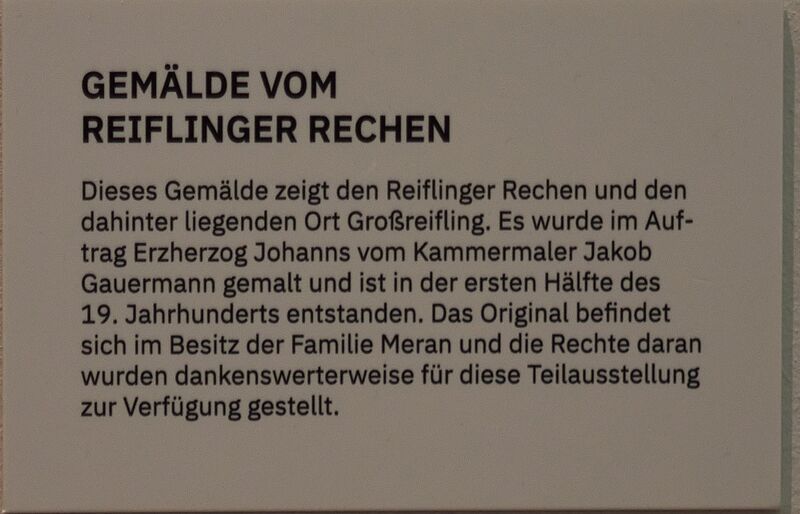 GEMÄLDE VOM
REIFLINGER RECHEN
Dieses Gemälde zeigt den Reiflinger Rechen und den
dahinter liegenden Ort Großreifling. Es wurde im Auf-
trag Erzherzog Johanns vom Kammermaler Jakob
Gauermann gemalt und ist in der ersten Hälfte des
19. Jahrhunderts entstanden. Das Original befindet
sich im Besitz der Familie Meran und die Rechte daran
wurden dankenswerterweise für diese Teilausstellung
zur Verfügung gestellt.